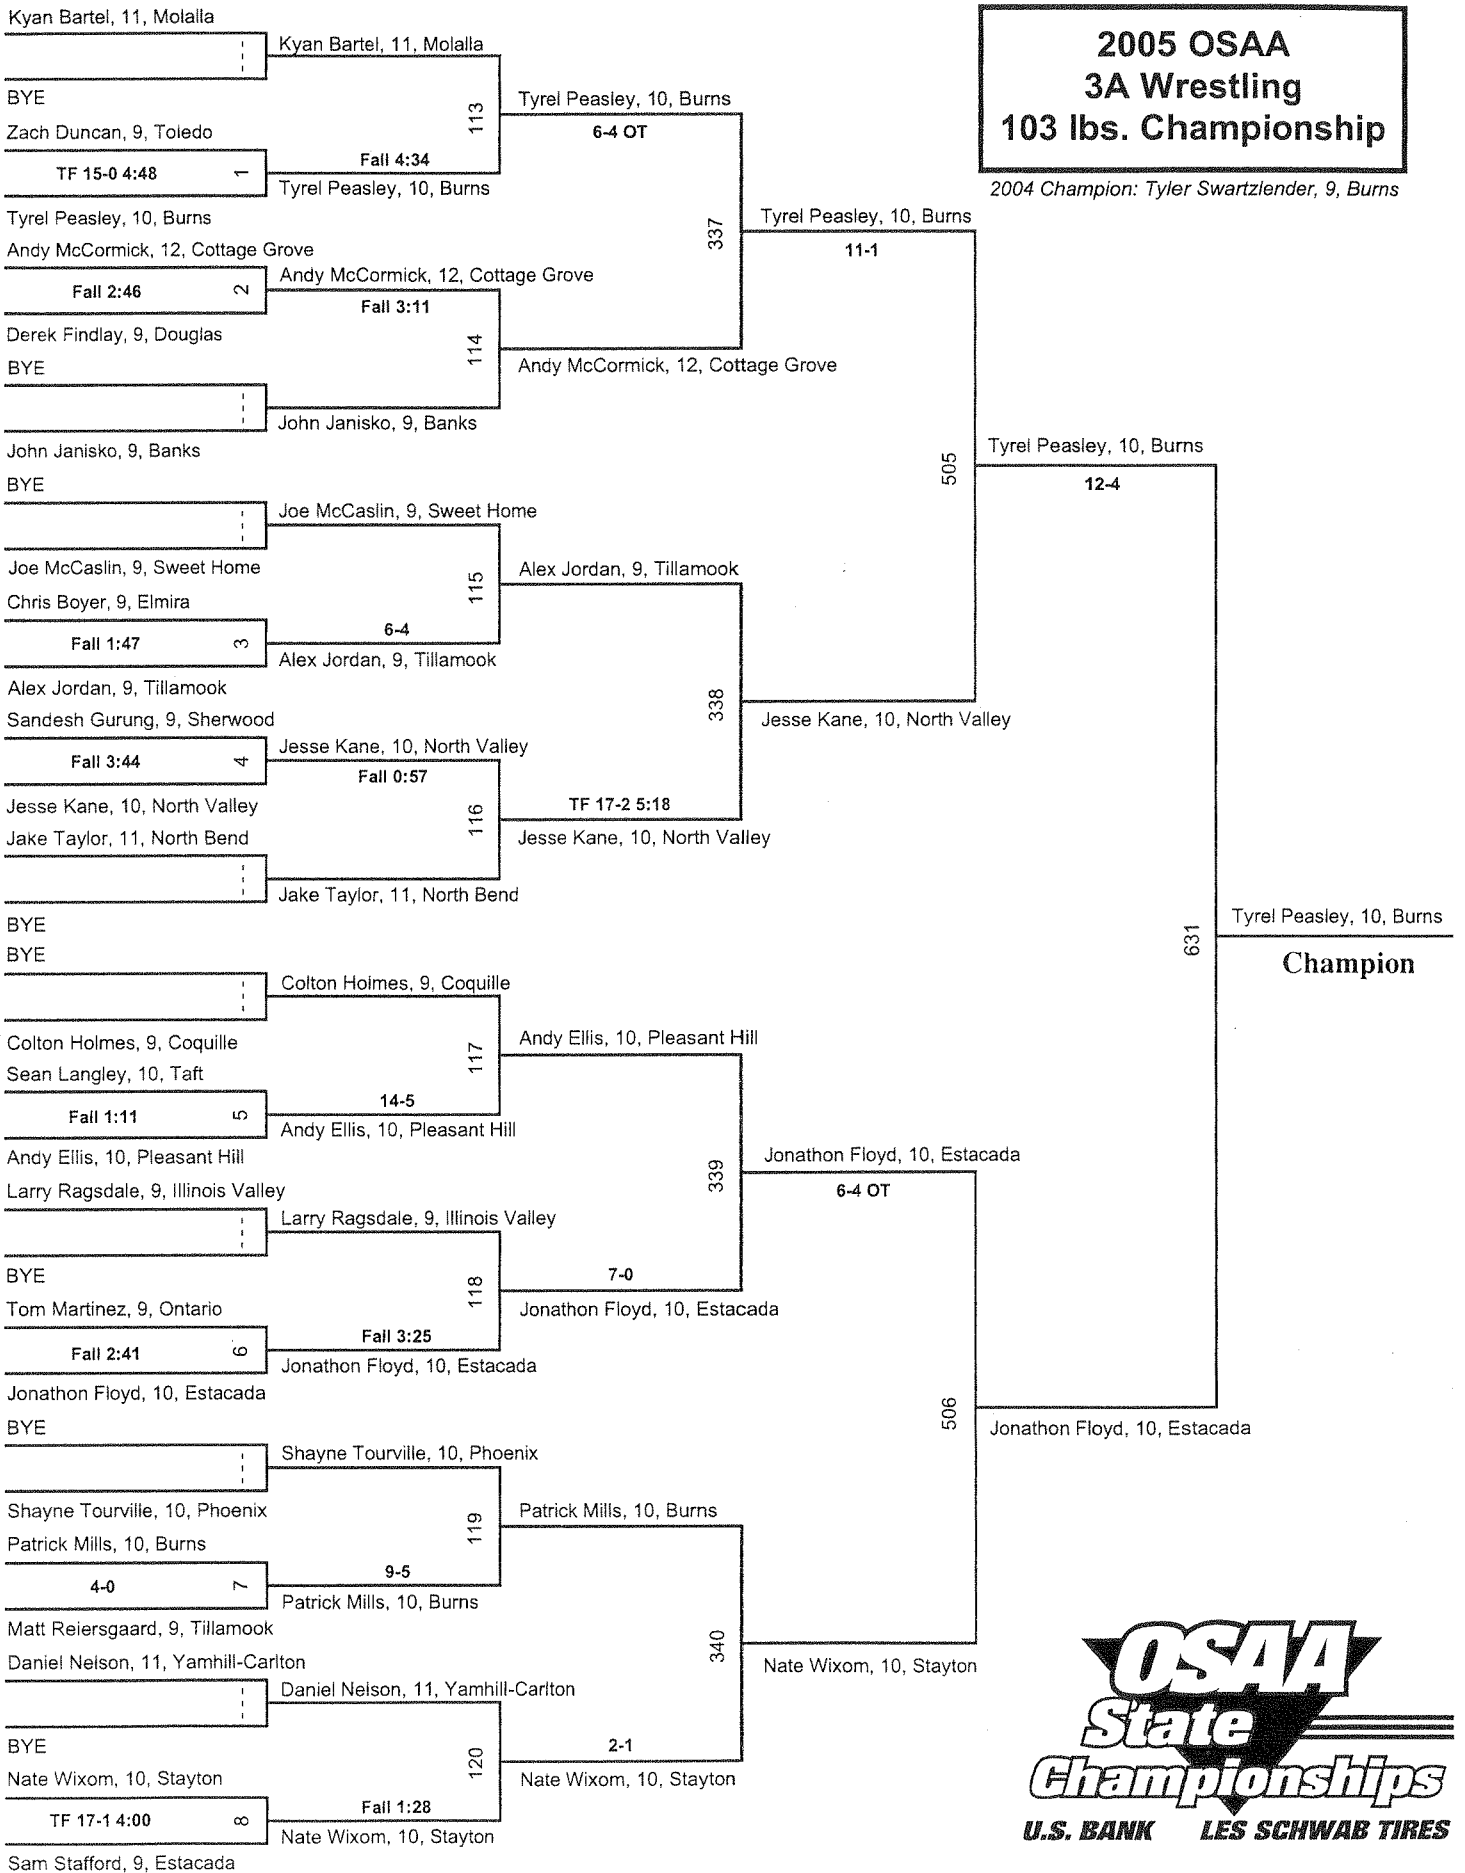 2005 OSAA
3A Wrestling
103 lbs. Championship
2004 Champion: Tyler Swartzlender, 9, Burns
Kyan Bartel, 11, Molalla
BYE
Zach Duncan, 9, Toledo
TF 15-0 4:48
1
Tyrel Peasley, 10, Burns
Andy McCormick, 12, Cottage Grove
Fall 2:46
2
Derek Findlay, 9, Douglas
BYE
John Janisko, 9, Banks
BYE
Joe McCaslin, 9, Sweet Home
Chris Boyer, 9, Elmira
Fall 1:47
3
Alex Jordan, 9, Tillamook
Sandesh Gurung, 9, Sherwood
Fall 3:44
4
Jesse Kane, 10, North Valley
Jake Taylor, 11, North Bend
BYE
BYE
Colton Holmes, 9, Coquille
Sean Langley, 10, Taft
Fall 1:11
5
Andy Ellis, 10, Pleasant Hill
Larry Ragsdale, 9, Illinois Valley
BYE
Tom Martinez, 9, Ontario
Fall 2:41
6
Jonathon Floyd, 10, Estacada
BYE
Shayne Tourville, 10, Phoenix
Patrick Mills, 10, Burns
4-0
7
Matt Reiersgaard, 9, Tillamook
Daniel Nelson, 11, Yamhill-Carlton
BYE
Nate Wixom, 10, Stayton
TF 17-1 4:00
8
Sam Stafford, 9, Estacada
Kyan Bartel, 11, Molalla
113
Fall 4:34
Tyrel Peasley, 10, Burns
Andy McCormick, 12, Cottage Grove
Fall 3:11
114
John Janisko, 9, Banks
Joe McCaslin, 9, Sweet Home
115
6-4
Alex Jordan, 9, Tillamook
Jesse Kane, 10, North Valley
Fall 0:57
116
Jake Taylor, 11, North Bend
Colton Holmes, 9, Coquille
117
14-5
Andy Ellis, 10, Pleasant Hill
Larry Ragsdale, 9, Illinois Valley
118
Fall 3:25
Jonathon Floyd, 10, Estacada
Shayne Tourville, 10, Phoenix
119
9-5
Patrick Mills, 10, Burns
Daniel Nelson, 11, Yamhill-Carlton
120
Fall 1:28
Nate Wixom, 10, Stayton
Tyrel Peasley, 10, Burns
6-4 OT
337
Andy McCormick, 12, Cottage Grove
Alex Jordan, 9, Tillamook
338
TF 17-2 5:18
Jesse Kane, 10, North Valley
Andy Ellis, 10, Pleasant Hill
339
7-0
Jonathon Floyd, 10, Estacada
Patrick Mills, 10, Burns
340
2-1
Nate Wixom, 10, Stayton
Tyrel Peasley, 10, Burns
11-1
505
Jesse Kane, 10, North Valley
Jonathon Floyd, 10, Estacada
6-4 OT
506
Nate Wixom, 10, Stayton
Tyrel Peasley, 10, Burns
12-4
631
Jonathon Floyd, 10, Estacada
Tyrel Peasley, 10, Burns
Champion
OSAA
State
Championships
U.S. BANK LES SCHWAB TIRES